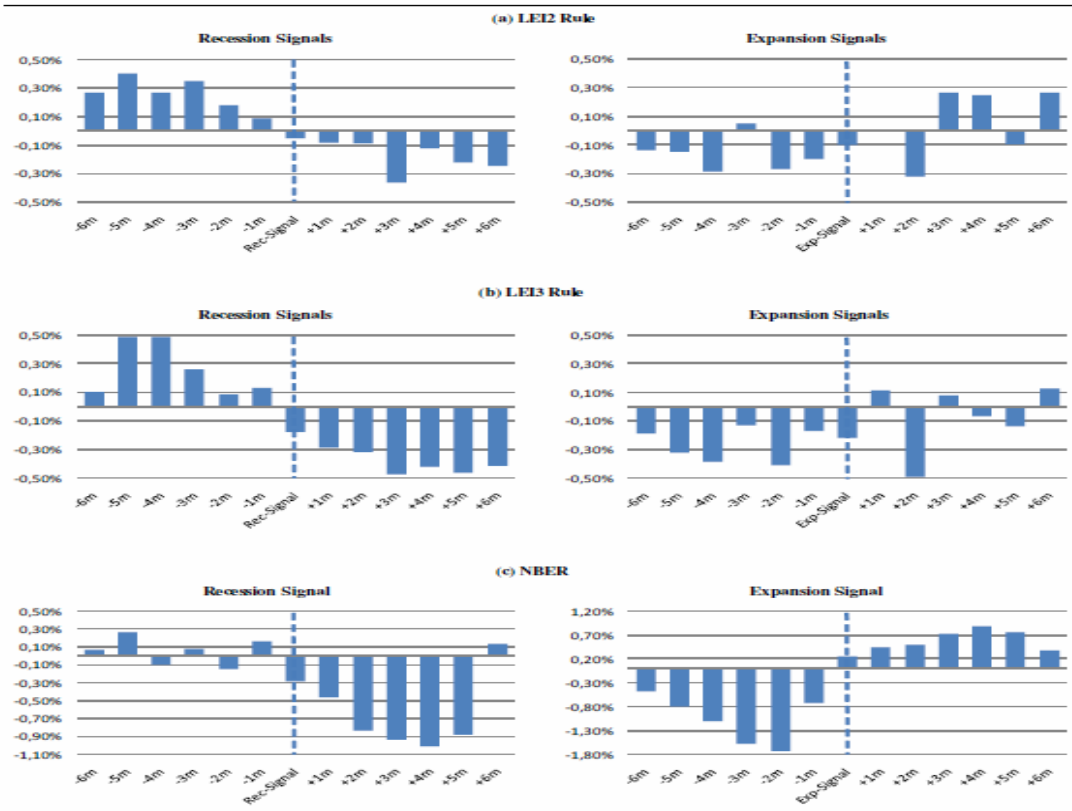 (a) LEI2 Rule
Recession Signals
0,50%
0,30%
0,10%
-0,10%
-0,30%
-0,50%
-6m -5m -4m -3m -2m -1m Rec-Signal +1m +2m +3m +4m +5m +6m
Expansion Signals
0,50%
0,30%
0,10%
-0,10%
-0,30%
-0,50%
-6m -5m -4m -3m -2m -1m Exp-Signal +1m +2m +3m +4m +5m +6m
(b) LEI3 Rule
Recession Signals
0,50%
0,30%
0,10%
-0,10%
-0,30%
-0,50%
-6m -5m -4m -3m -2m -1m Rec-Signal +1m +2m +3m +4m +5m +6m
Expansion Signals
0,50%
0,30%
0,10%
-0,10%
-0,30%
-0,50%
-6m -5m -4m -3m -2m -1m Exp-Signal +1m +2m +3m +4m +5m +6m
(c) NBER
Recession Signal
0,50%
0,30%
0,10%
-0,10%
-0,30%
-0,50%
-0,70%
-0,90%
-1,10%
-6m -5m -4m -3m -2m -1m Rec-Signal +1m +2m +3m +4m +5m +6m
Expansion Signal
1,20%
0,70%
0,20%
-0,30%
-0,80%
-1,30%
-1,80%
-6m -5m -4m -3m -2m -1m Exp-Signal +1m +2m +3m +4m +5m +6m